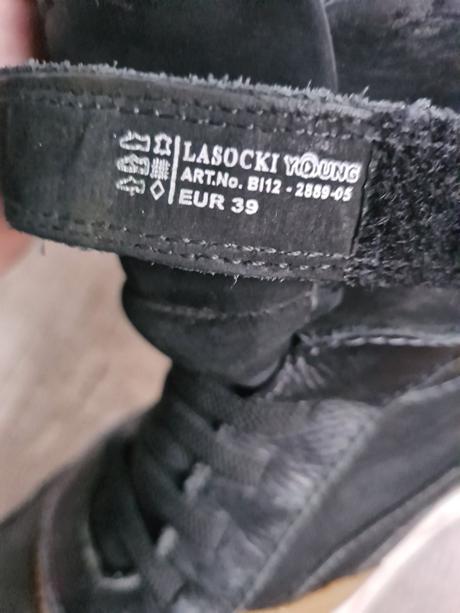 LASOCKI YOUNG
ART.No. BI12 - 2889-05
EUR 39